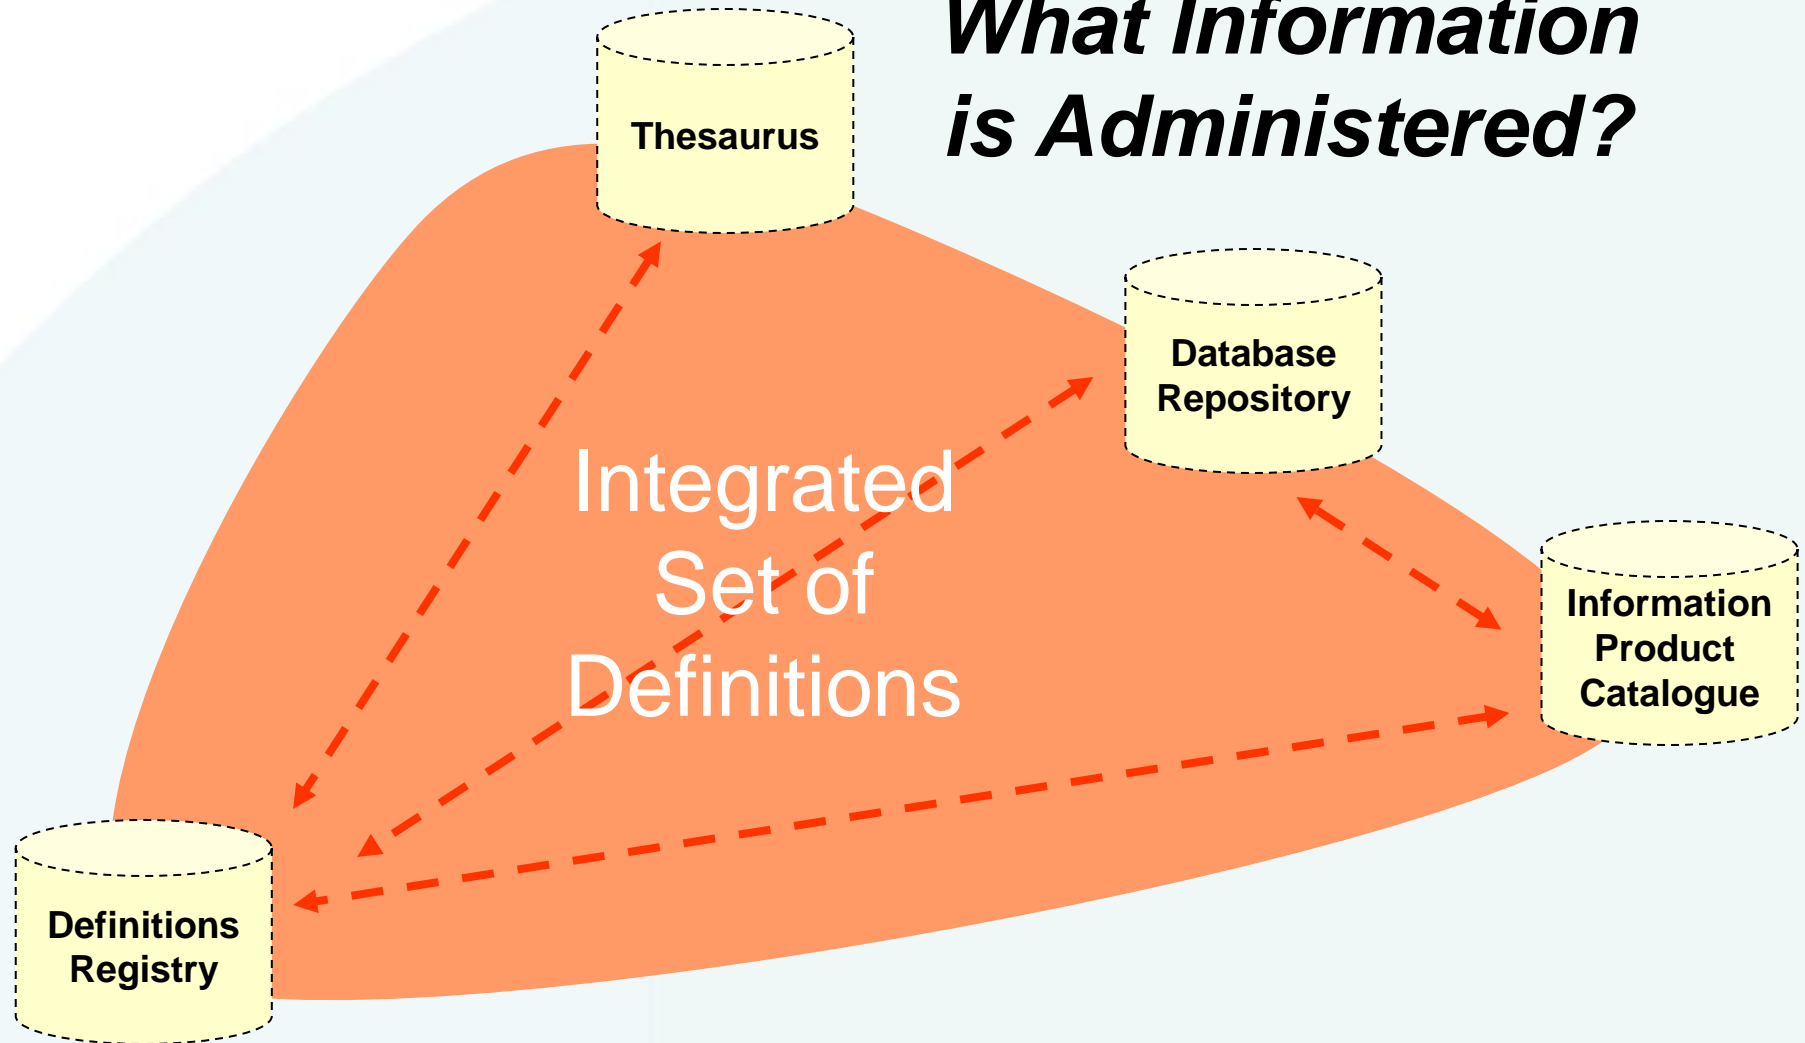 What Information
is Administered?
Thesaurus
Database
Repository
Integrated
Set of
Definitions
Information
Product
Catalogue
Definitions
Registry